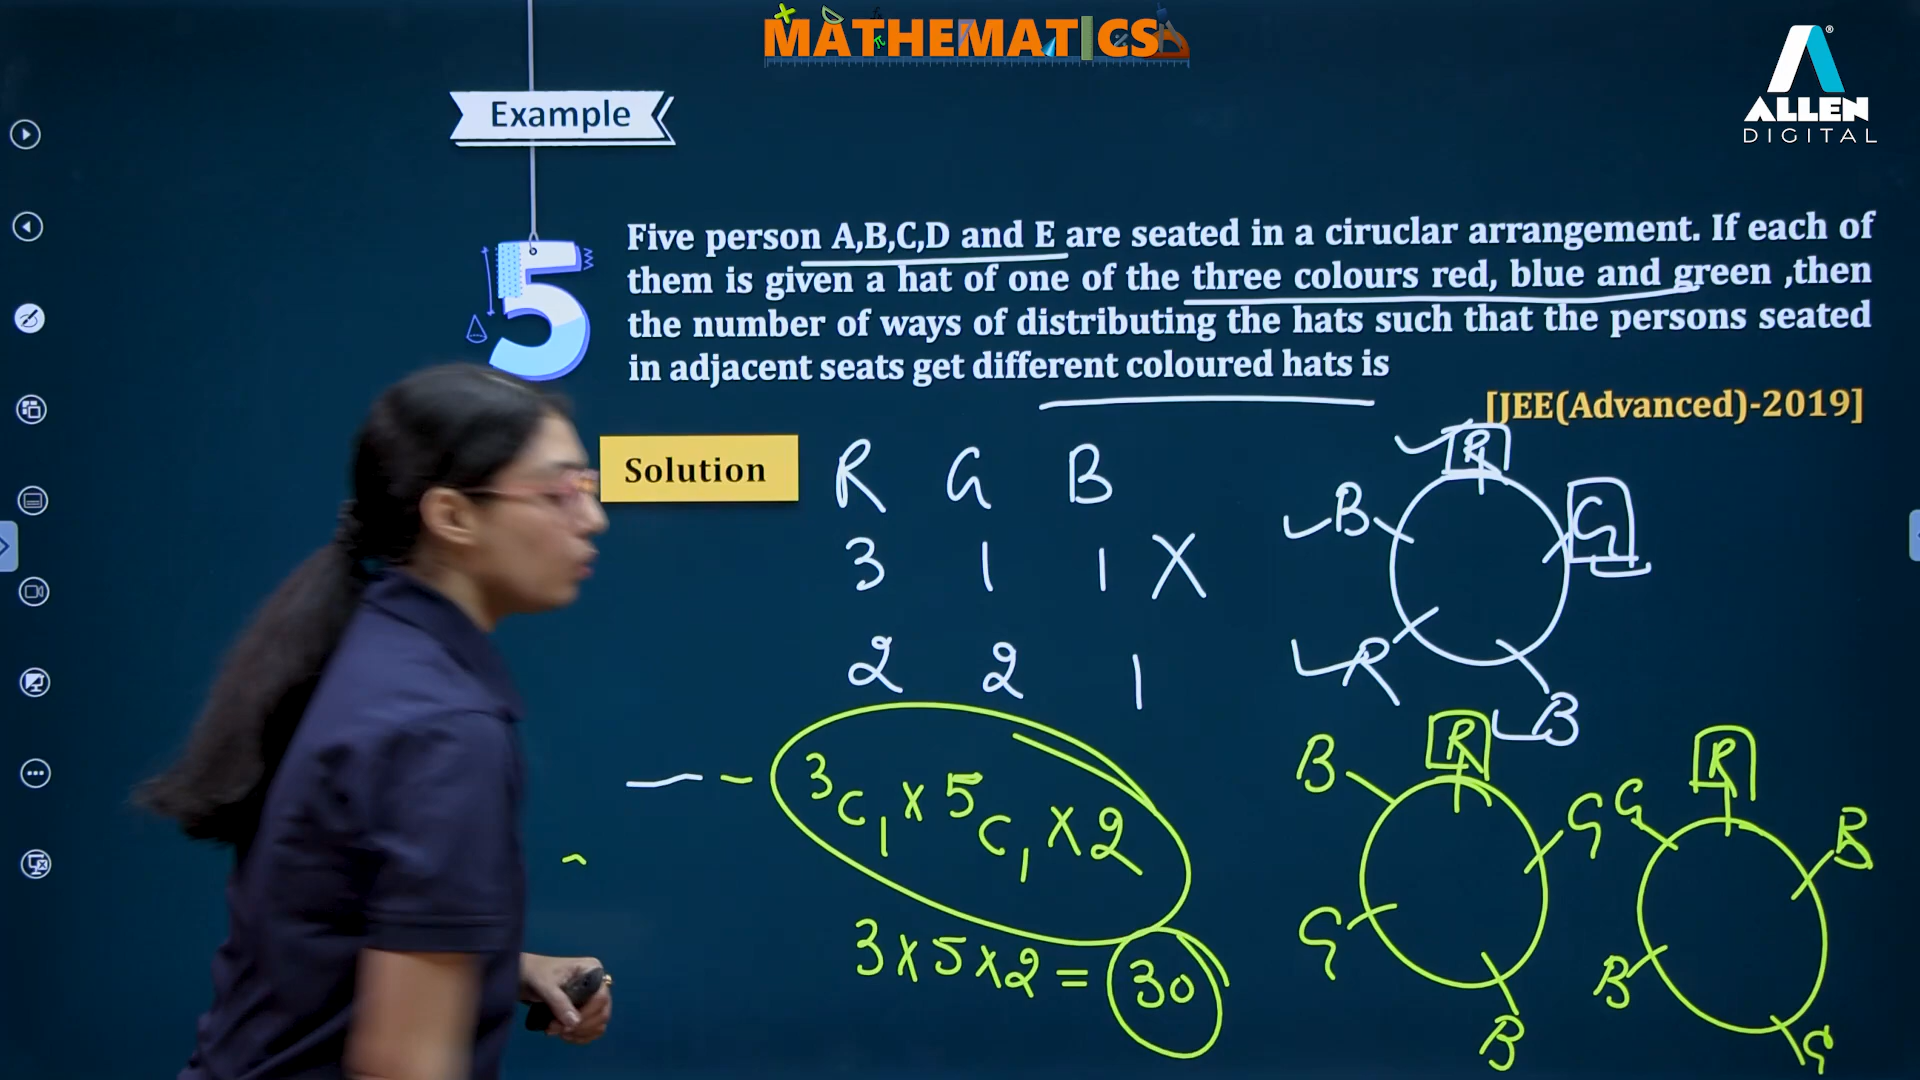 MATHEMATICS
ALLEN
DIGITAL
Example
5
Five person A,B,C,D and E are seated in a ciruclar arrangement. If each of
them is given a hat of one of the three colours red, blue and green ,then
the number of ways of distributing the hats such that the persons seated
in adjacent seats get different coloured hats is
[JEE(Advanced)-2019]
Solution
R G B
3 1 1 X
2 2 1
³C₁ × ⁵C₁ × 2
3 × 5 × 2 = 30
R
B G
R B
R
B G
G B
R
G B
B G